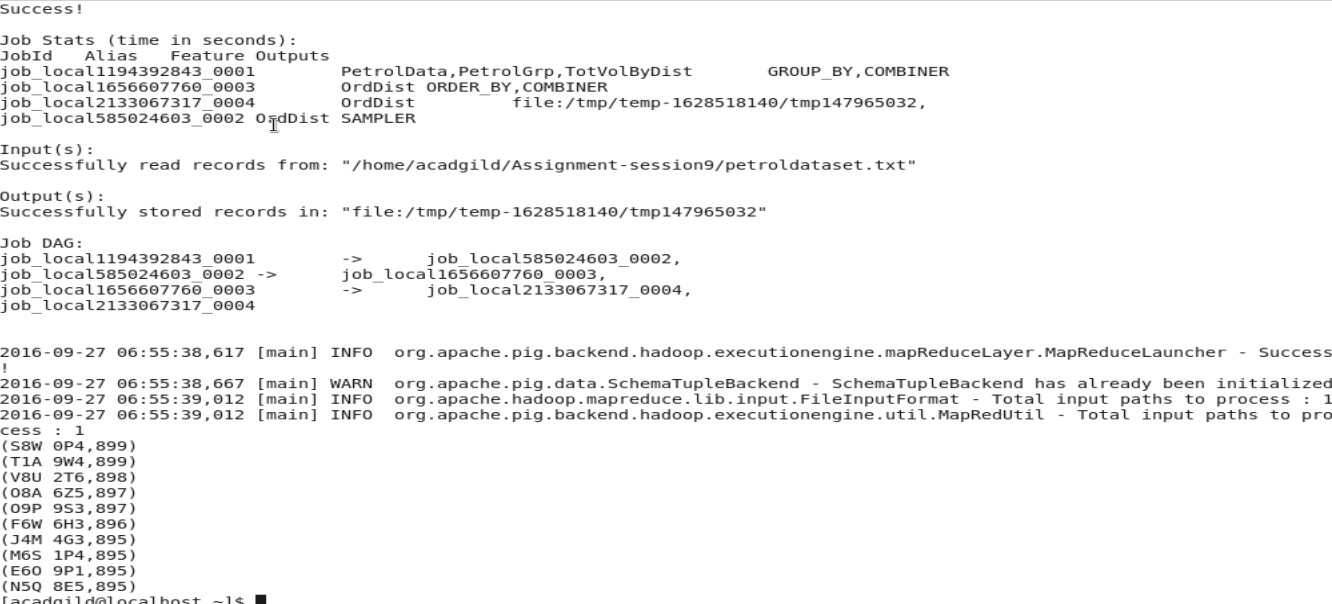 Success!
Job Stats (time in seconds):
JobId Alias Feature Outputs
job_local1194392843_0001 PetrolData,PetrolGrp,TotVolByDist GROUP_BY,COMBINER
job_local1656607760_0003 OrdDist ORDER_BY,COMBINER
job_local2133067317_0004 OrdDist file:/tmp/temp-1628518140/tmp147965032,
job_local585024603_0002 OrdDist SAMPLER
Input(s):
Successfully read records from: "/home/acadgild/Assignment-session9/petroldataset.txt"
Output(s):
Successfully stored records in: "file:/tmp/temp-1628518140/tmp147965032"
Job DAG:
job_local1194392843_0001 -> job_local585024603_0002,
job_local585024603_0002 -> job_local1656607760_0003,
job_local1656607760_0003 -> job_local2133067317_0004,
job_local2133067317_0004
2016-09-27 06:55:38,617 [main] INFO org.apache.pig.backend.hadoop.executionengine.mapReduceLayer.MapReduceLauncher - Success
!
2016-09-27 06:55:38,667 [main] WARN org.apache.pig.data.SchemaTupleBackend - SchemaTupleBackend has already been initialized
2016-09-27 06:55:39,012 [main] INFO org.apache.hadoop.mapreduce.lib.input.FileInputFormat - Total input paths to process : 1
2016-09-27 06:55:39,012 [main] INFO org.apache.pig.backend.hadoop.executionengine.util.MapRedUtil - Total input paths to pro
cess : 1
(S8W 0P4,899)
(T1A 9W4,899)
(V8U 2T6,898)
(O8A 6Z5,897)
(O9P 9S3,897)
(F6W 6H3,896)
(J4M 4G3,895)
(M6S 1P4,895)
(E6O 9P1,895)
(N5Q 8E5,895)
[acadgild@localhost ~]$